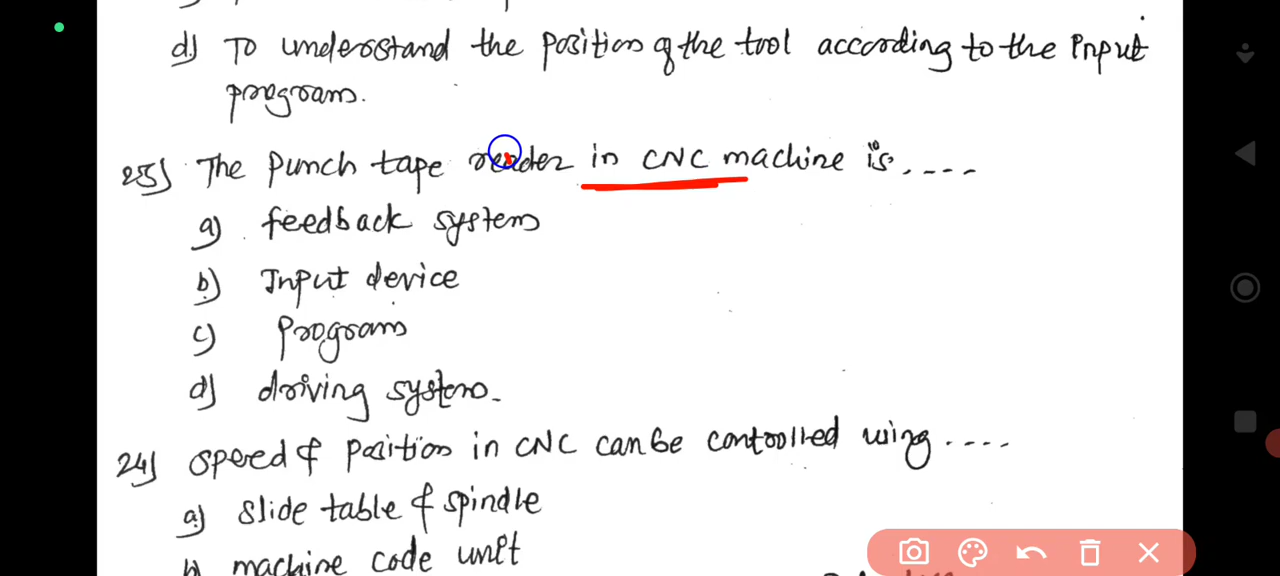 d) To understand the position of the tool according to the input
program.
25) The Punch tape reader in CNC machine is.----
a) feedback system
b) Input device
c) Program
d) driving system.
24) speed & position in CNC can be controlled using ----
a) slide table & spindle
b) machine code unit